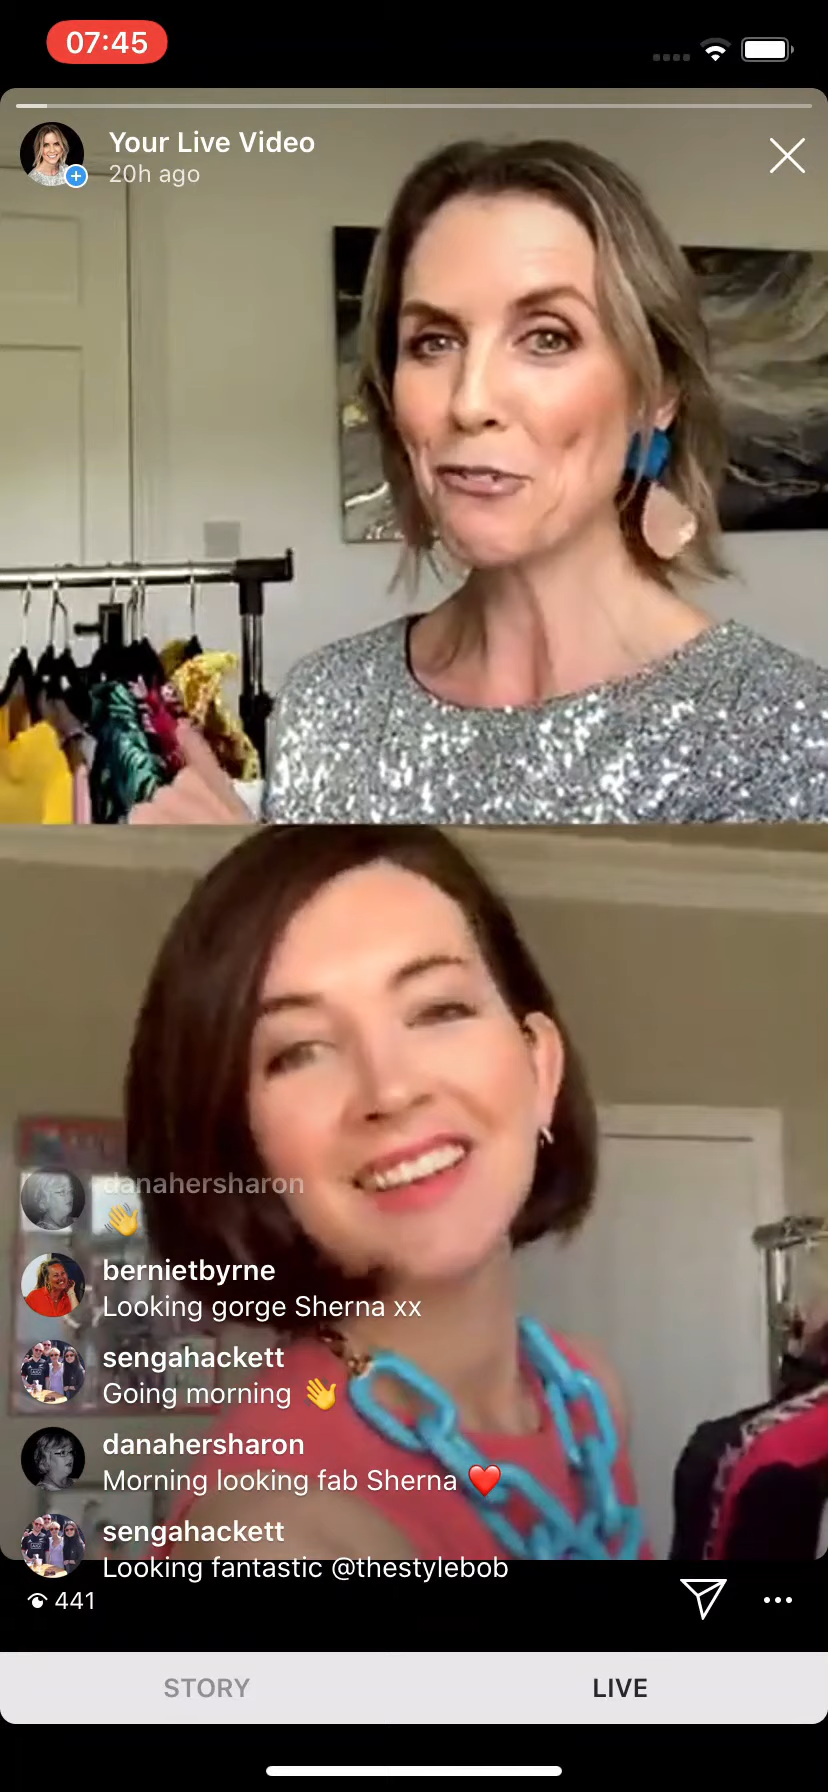 07:45
Your Live Video
20h ago
danahersharon
👋
bernietbyrne
Looking gorge Sherna xx
sengahackett
Going morning 👋
danahersharon
Morning looking fab Sherna ❤️
sengahackett
Looking fantastic @thestylebob
441
STORY
LIVE